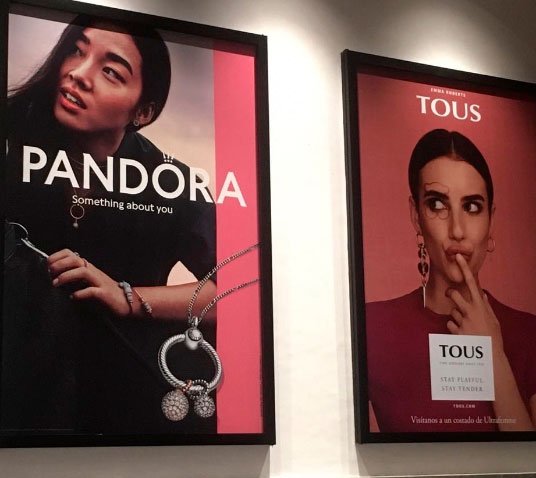 PANDORA
Something about you
EMMA ROBERTS
TOUS
TOUS
STAY PLAYFUL.
STAY TENDER.
TOUS.COM
Visítanos a un costado de Ultrafemme